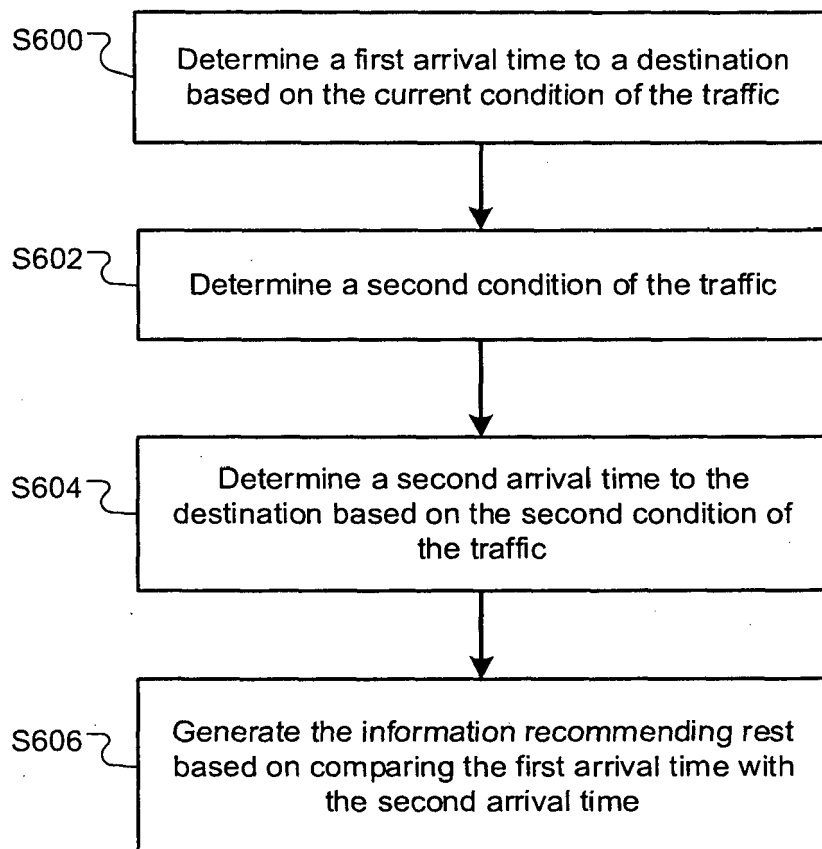 S600
Determine a first arrival time to a destination
based on the current condition of the traffic
S602
Determine a second condition of the traffic
S604
Determine a second arrival time to the
destination based on the second condition of
the traffic
S606
Generate the information recommending rest
based on comparing the first arrival time with
the second arrival time